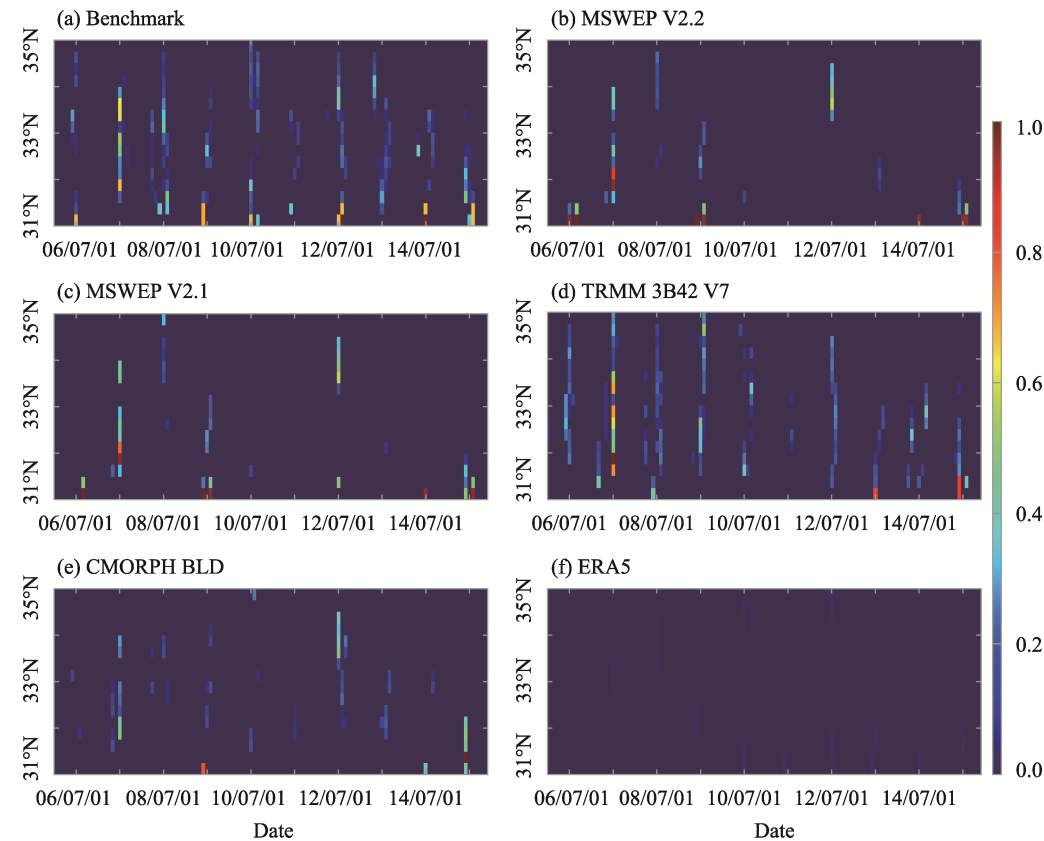 (a) Benchmark
(b) MSWEP V2.2
35°N
33°N
31°N
06/07/01 08/07/01 10/07/01 12/07/01 14/07/01
35°N
33°N
31°N
06/07/01 08/07/01 10/07/01 12/07/01 14/07/01
(c) MSWEP V2.1
(d) TRMM 3B42 V7
35°N
33°N
31°N
06/07/01 08/07/01 10/07/01 12/07/01 14/07/01
35°N
33°N
31°N
06/07/01 08/07/01 10/07/01 12/07/01 14/07/01
(e) CMORPH BLD
(f) ERA5
35°N
33°N
31°N
06/07/01 08/07/01 10/07/01 12/07/01 14/07/01
Date
35°N
33°N
31°N
06/07/01 08/07/01 10/07/01 12/07/01 14/07/01
Date
1.0
0.8
0.6
0.4
0.2
0.0